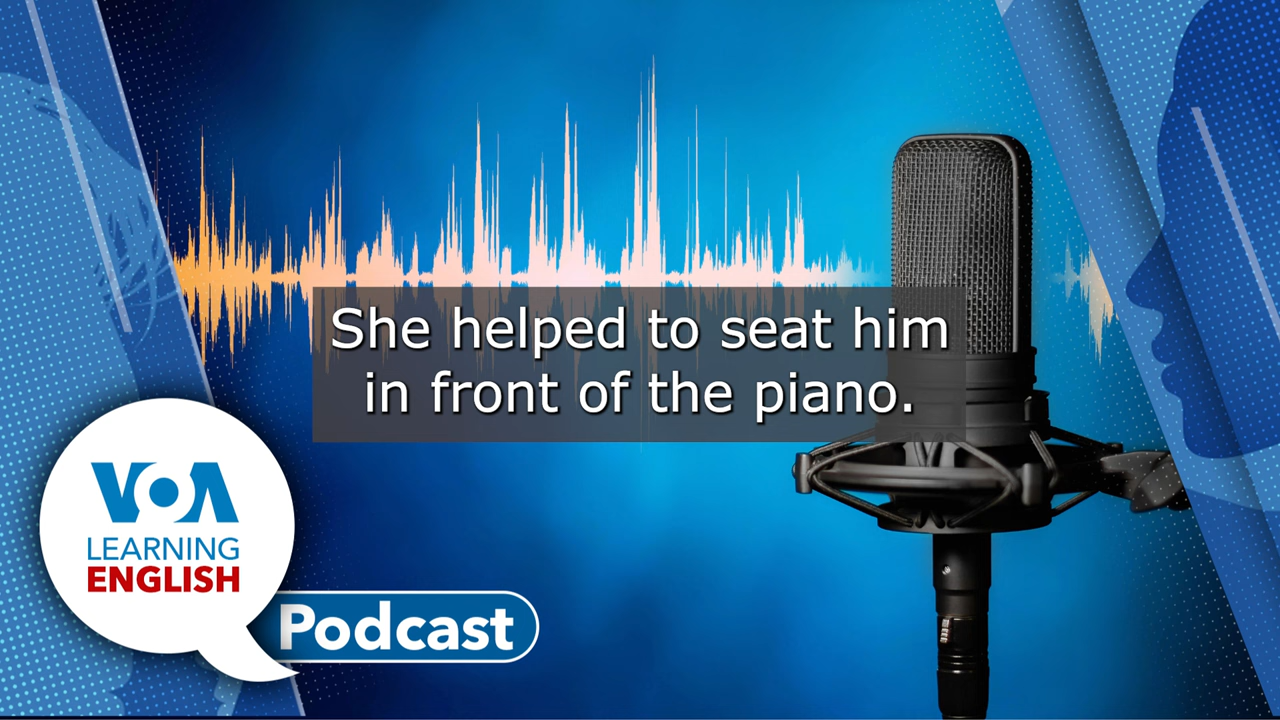 She helped to seat him
in front of the piano.
VOA
LEARNING
ENGLISH
Podcast